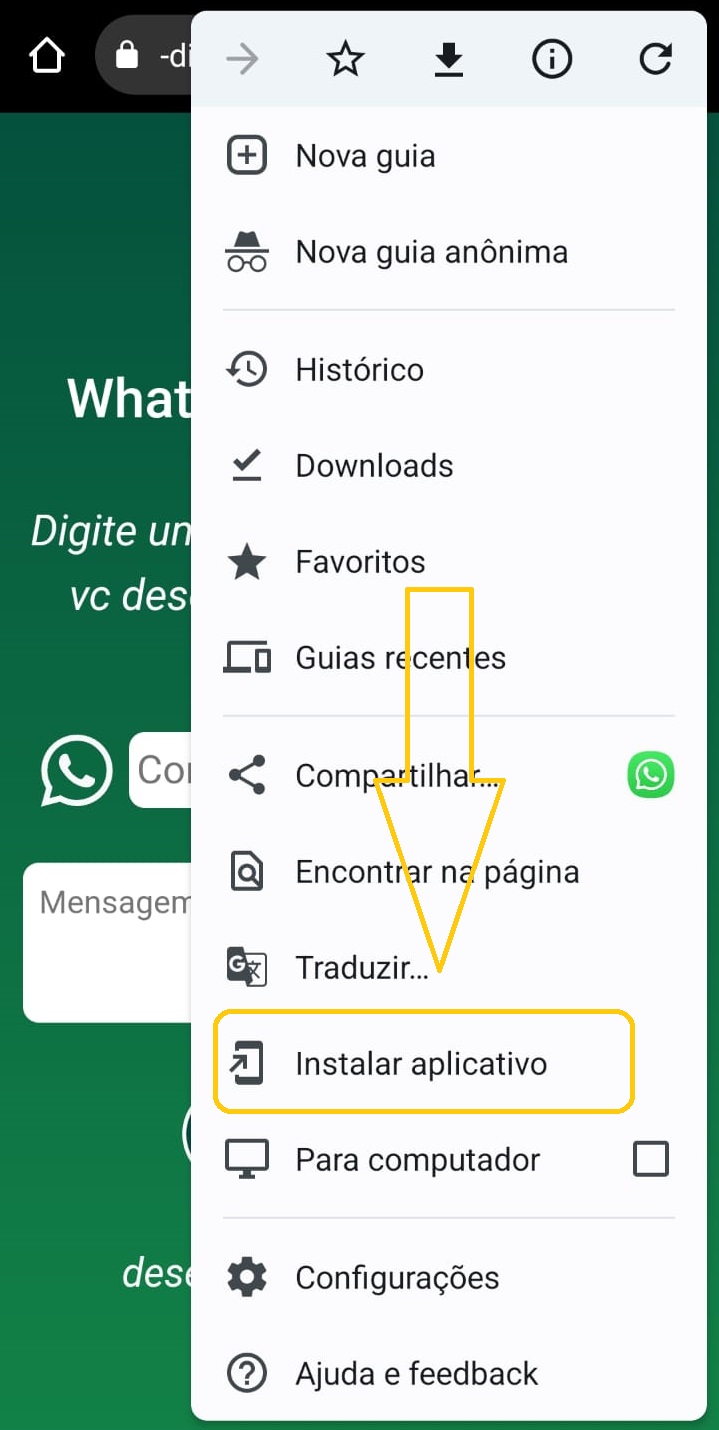 -di
Nova guia
Nova guia anônima
Histórico
What
Downloads
Digite un
Favoritos
vc des
Guias recentes
Compartilhar...
Encontrar na página
Mensagem
Traduzir...
Instalar aplicativo
Para computador
dese
Configurações
Ajuda e feedback